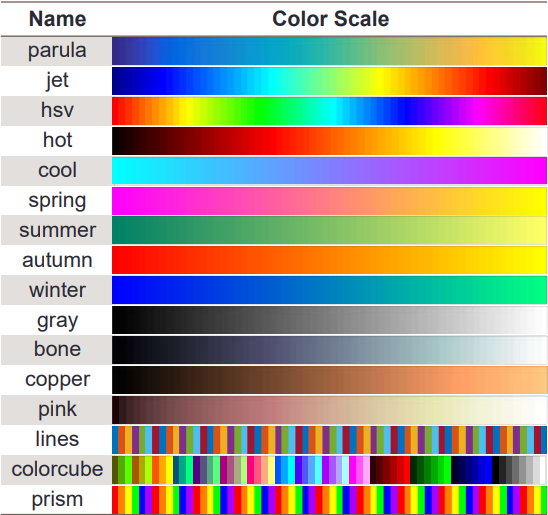 Name Color Scale
parula
jet
hsv
hot
cool
spring
summer
autumn
winter
gray
bone
copper
pink
lines
colorcube
prism